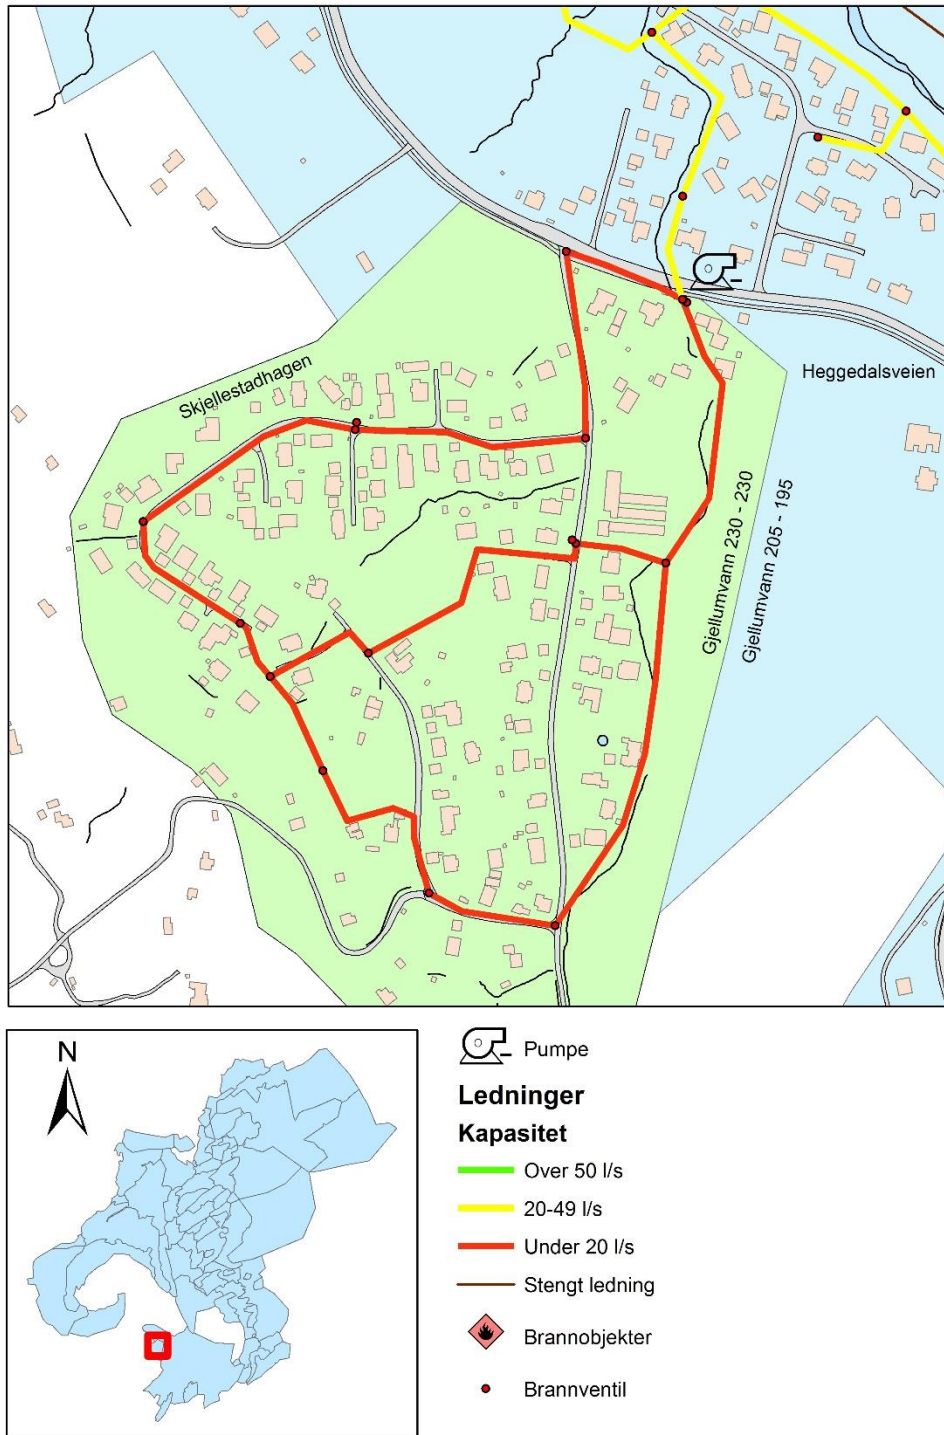 Heggedalsveien
Skjellestadhagen
Gjellumvann 230 - 230
Gjellumvann 205 - 195
N
Pumpe
Ledninger
Kapasitet
Over 50 l/s
20-49 l/s
Under 20 l/s
Stengt ledning
Brannobjekter
Brannventil